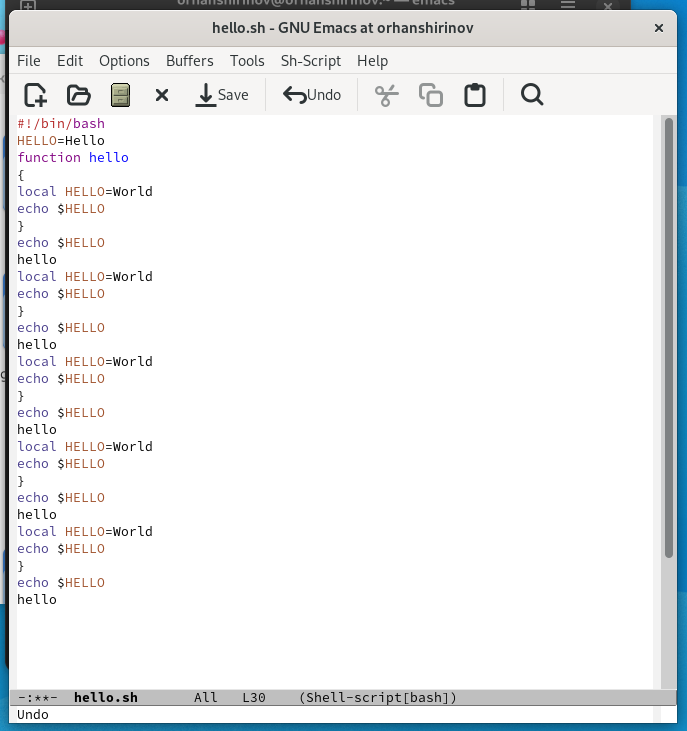 orhanshirinov@orhanshirinov:~ — emacs
hello.sh - GNU Emacs at orhanshirinov
File Edit Options Buffers Tools Sh-Script Help
Save Undo
#!/bin/bash
HELLO=Hello
function hello
{
local HELLO=World
echo $HELLO
}
echo $HELLO
hello
local HELLO=World
echo $HELLO
}
echo $HELLO
hello
local HELLO=World
echo $HELLO
}
echo $HELLO
hello
local HELLO=World
echo $HELLO
}
echo $HELLO
hello
local HELLO=World
echo $HELLO
}
echo $HELLO
hello
-:**- hello.sh All L30 (Shell-script[bash])
Undo